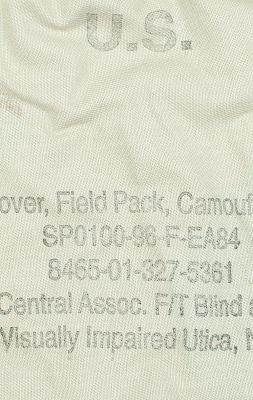 U.S.
over, Field Pack, Camouf
SP0100-96-F-EA84
8465-01-327-5361
Central Assoc. F/T Blind a
Visually Impaired Utica, N